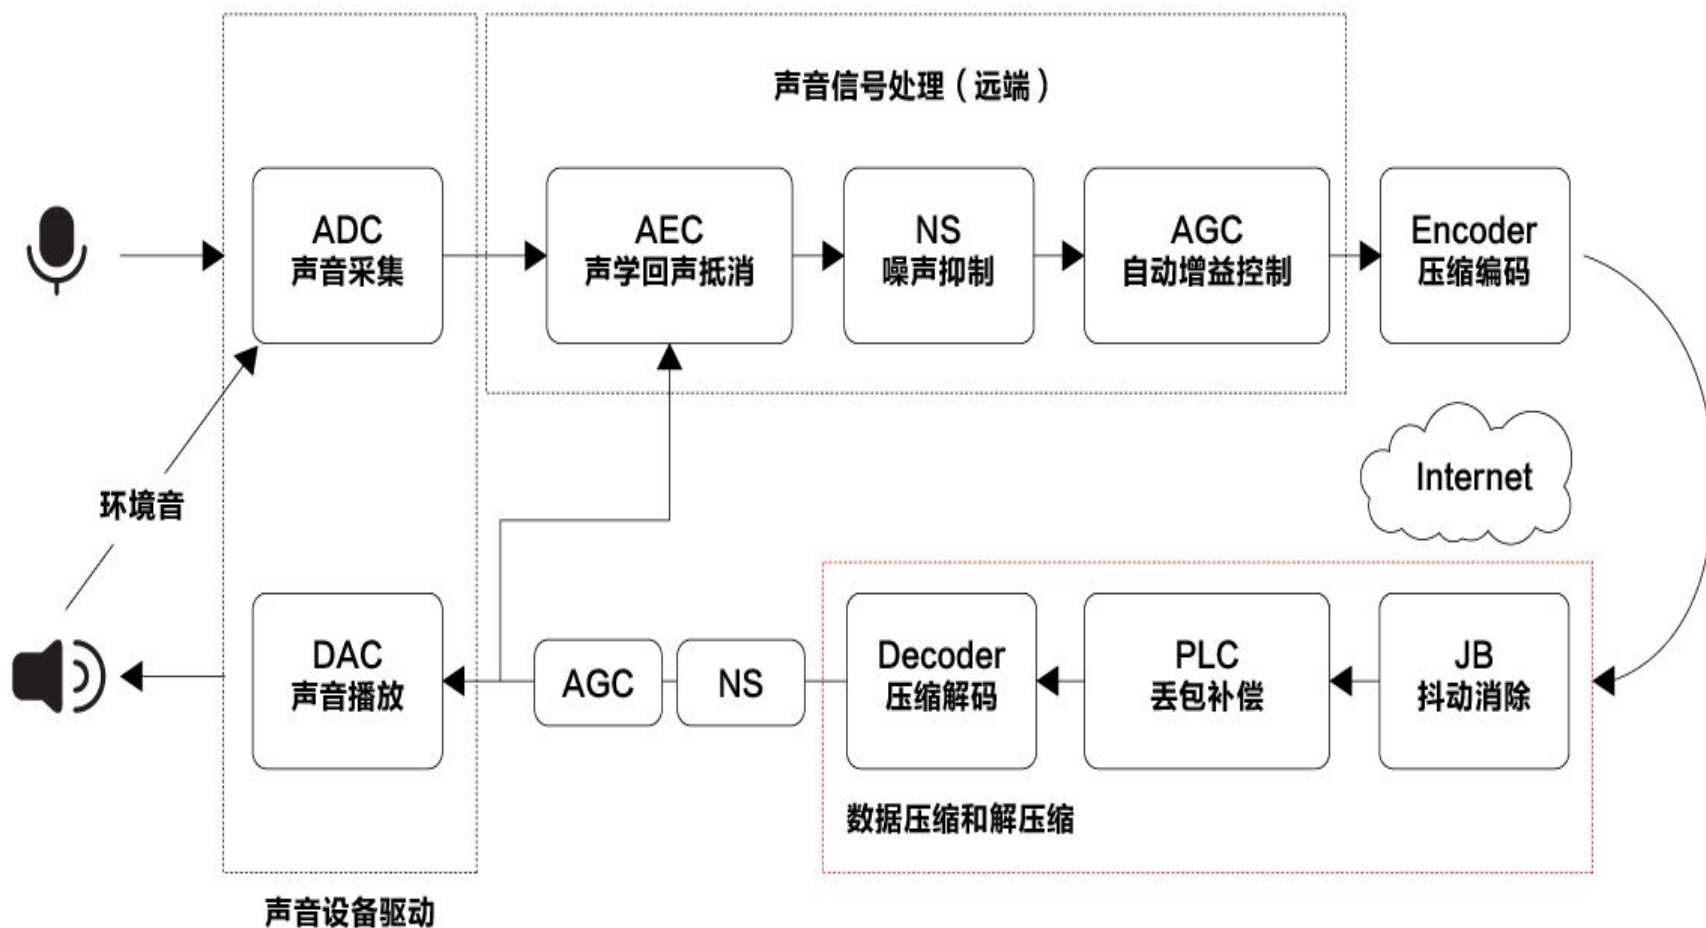 声音信号处理（远端）
ADC
声音采集
AEC
声学回声抵消
NS
噪声抑制
AGC
自动增益控制
Encoder
压缩编码
环境音
Internet
DAC
声音播放
AGC
NS
Decoder
压缩解码
PLC
丢包补偿
JB
抖动消除
数据压缩和解压缩
声音设备驱动